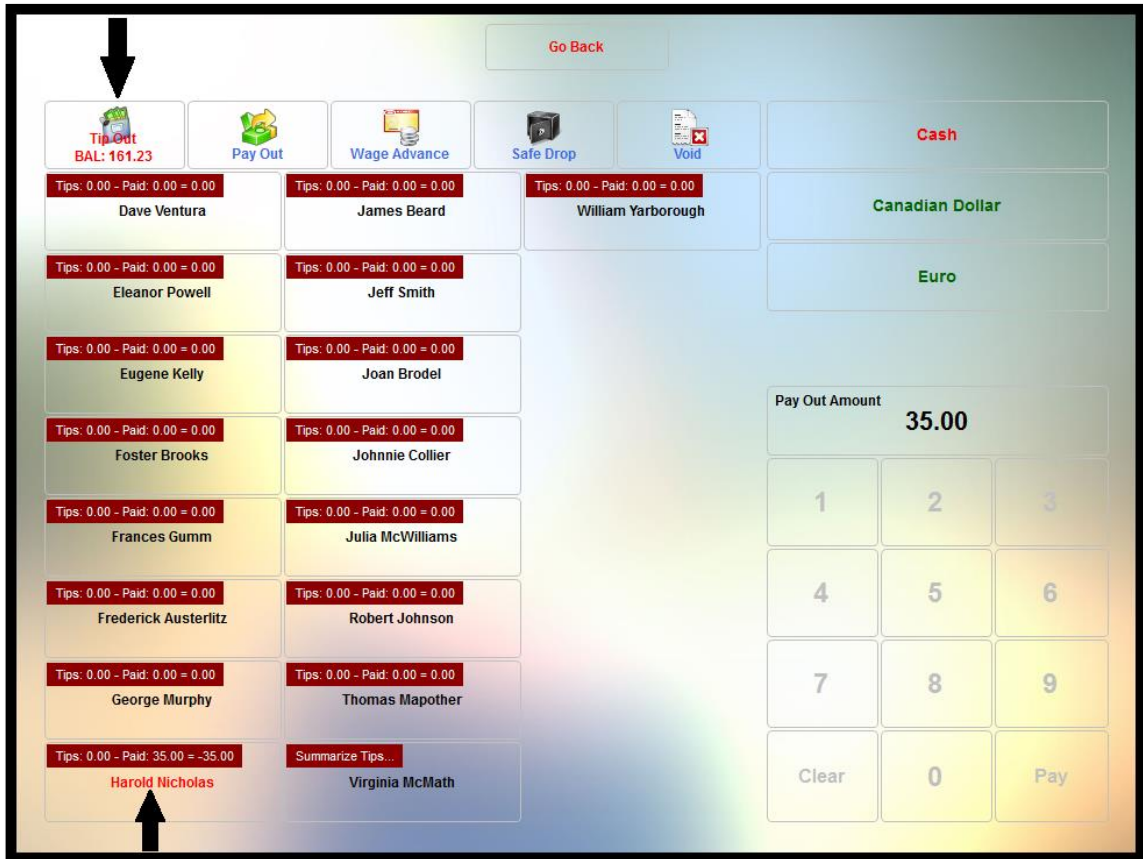 Go Back
Tip Out
BAL: 161.23
Pay Out
Wage Advance
Safe Drop
Void
Cash
Tips: 0.00 - Paid: 0.00 = 0.00
Dave Ventura
Tips: 0.00 - Paid: 0.00 = 0.00
James Beard
Tips: 0.00 - Paid: 0.00 = 0.00
William Yarborough
Canadian Dollar
Tips: 0.00 - Paid: 0.00 = 0.00
Eleanor Powell
Tips: 0.00 - Paid: 0.00 = 0.00
Jeff Smith
Euro
Tips: 0.00 - Paid: 0.00 = 0.00
Eugene Kelly
Tips: 0.00 - Paid: 0.00 = 0.00
Joan Brodel
Pay Out Amount
35.00
Tips: 0.00 - Paid: 0.00 = 0.00
Foster Brooks
Tips: 0.00 - Paid: 0.00 = 0.00
Johnnie Collier
1
2
3
Tips: 0.00 - Paid: 0.00 = 0.00
Frances Gumm
Tips: 0.00 - Paid: 0.00 = 0.00
Julia McWilliams
4
5
6
Tips: 0.00 - Paid: 0.00 = 0.00
Frederick Austerlitz
Tips: 0.00 - Paid: 0.00 = 0.00
Robert Johnson
7
8
9
Tips: 0.00 - Paid: 0.00 = 0.00
George Murphy
Tips: 0.00 - Paid: 0.00 = 0.00
Thomas Mapother
Tips: 0.00 - Paid: 35.00 = -35.00
Harold Nicholas
Summarize Tips...
Virginia McMath
Clear
0
Pay